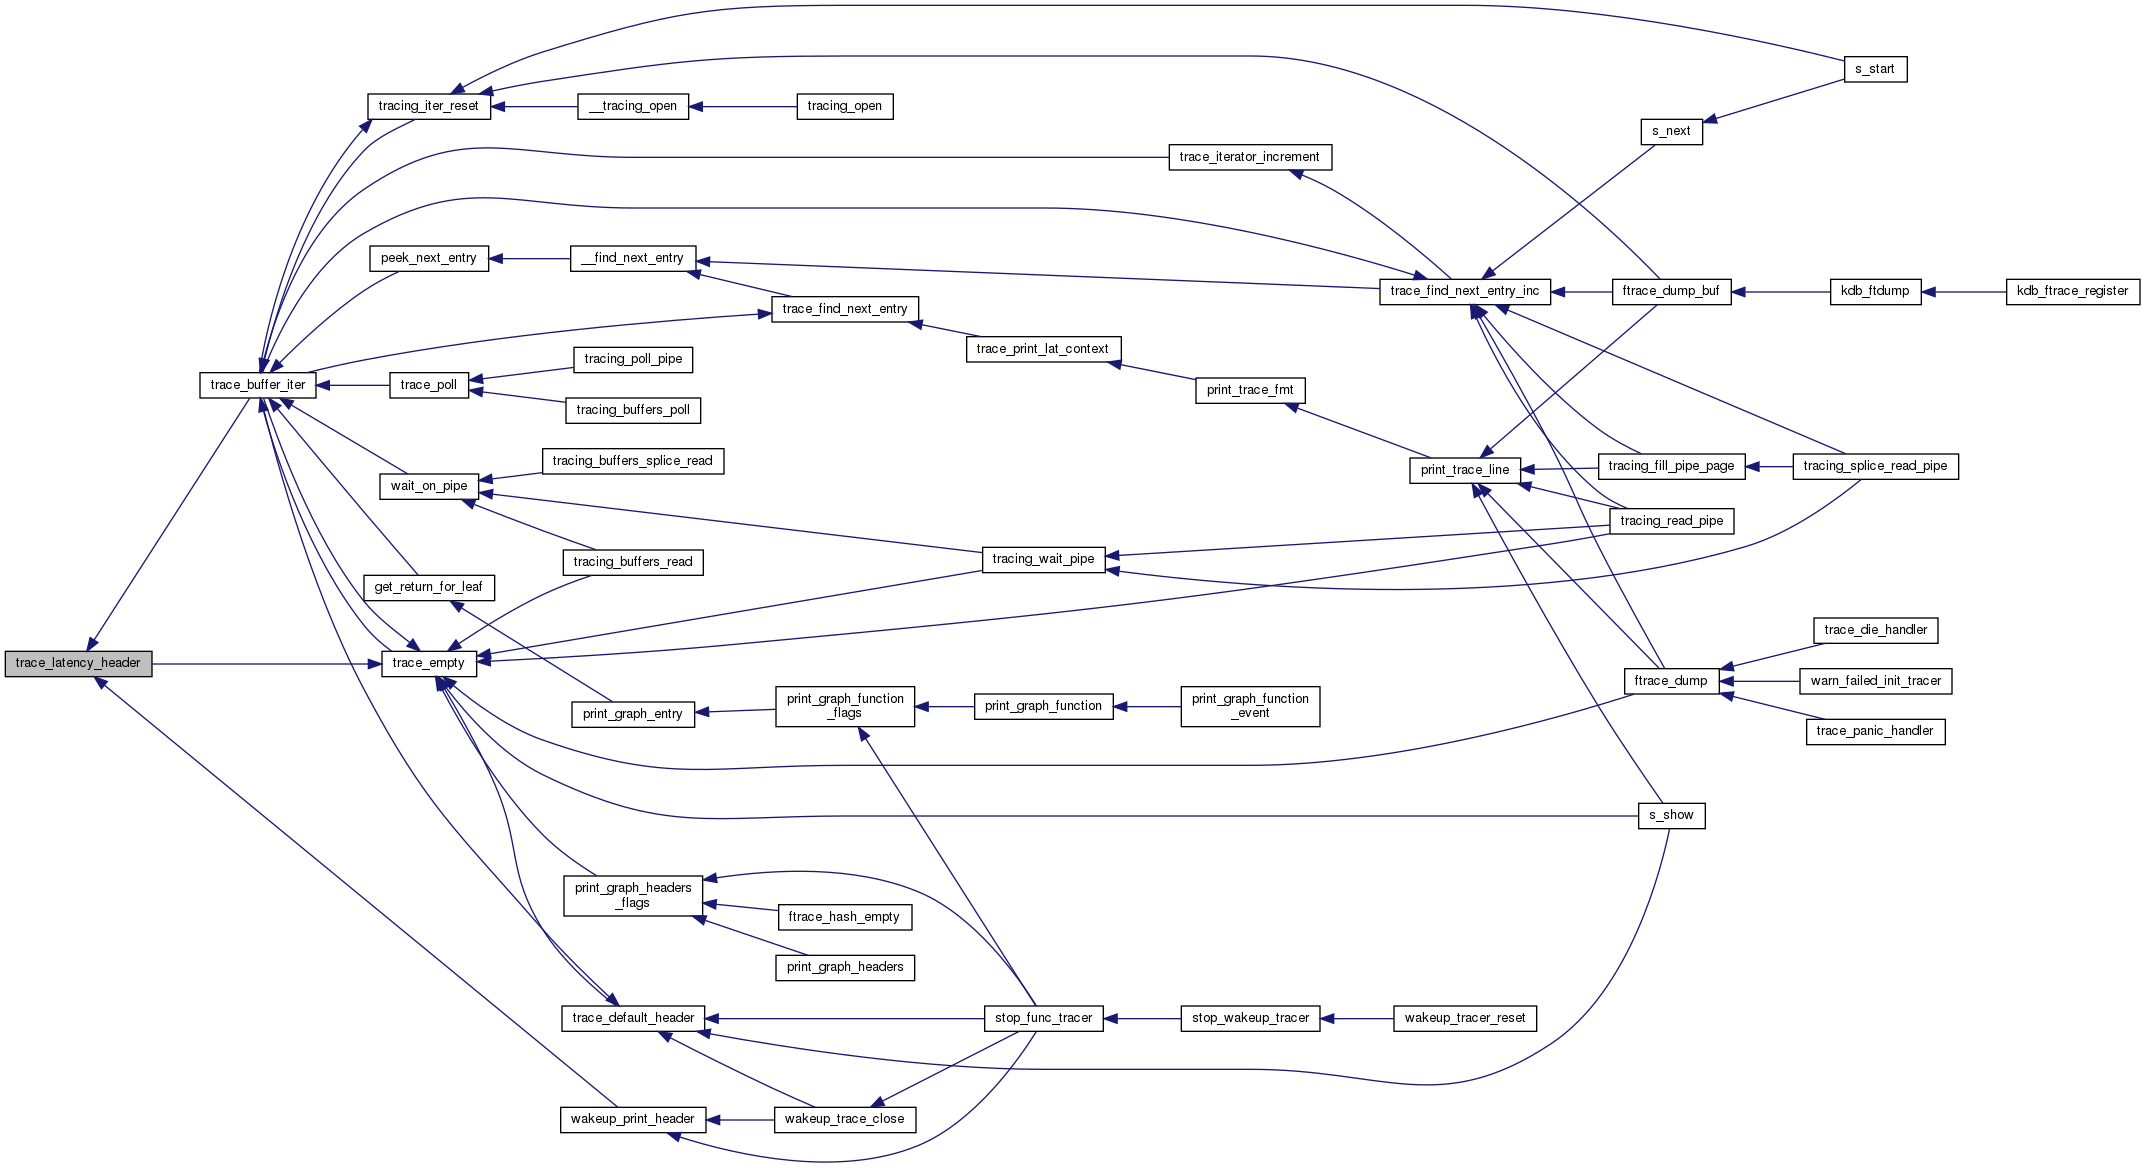 s_start
tracing_iter_reset
__tracing_open
tracing_open
s_next
trace_iterator_increment
peek_next_entry
__find_next_entry
trace_find_next_entry_inc
ftrace_dump_buf
kdb_ftdump
kdb_ftrace_register
trace_find_next_entry
trace_print_lat_context
tracing_poll_pipe
trace_buffer_iter
trace_poll
print_trace_fmt
tracing_buffers_poll
tracing_buffers_splice_read
print_trace_line
tracing_fill_pipe_page
tracing_splice_read_pipe
wait_on_pipe
tracing_read_pipe
tracing_buffers_read
tracing_wait_pipe
get_return_for_leaf
trace_die_handler
trace_latency_header
trace_empty
ftrace_dump
warn_failed_init_tracer
print_graph_entry
print_graph_function
_flags
print_graph_function
print_graph_function
_event
trace_panic_handler
s_show
print_graph_headers
_flags
ftrace_hash_empty
print_graph_headers
trace_default_header
stop_func_tracer
stop_wakeup_tracer
wakeup_tracer_reset
wakeup_print_header
wakeup_trace_close